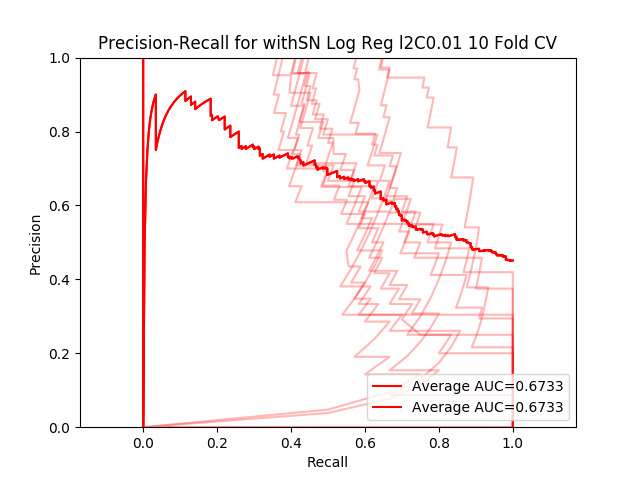 Precision-Recall for withSN Log Reg l2C0.01 10 Fold CV
1.0
0.8
0.6
0.4
0.2
0.0
Precision
0.0 0.2 0.4 0.6 0.8 1.0
Recall
Average AUC=0.6733
Average AUC=0.6733